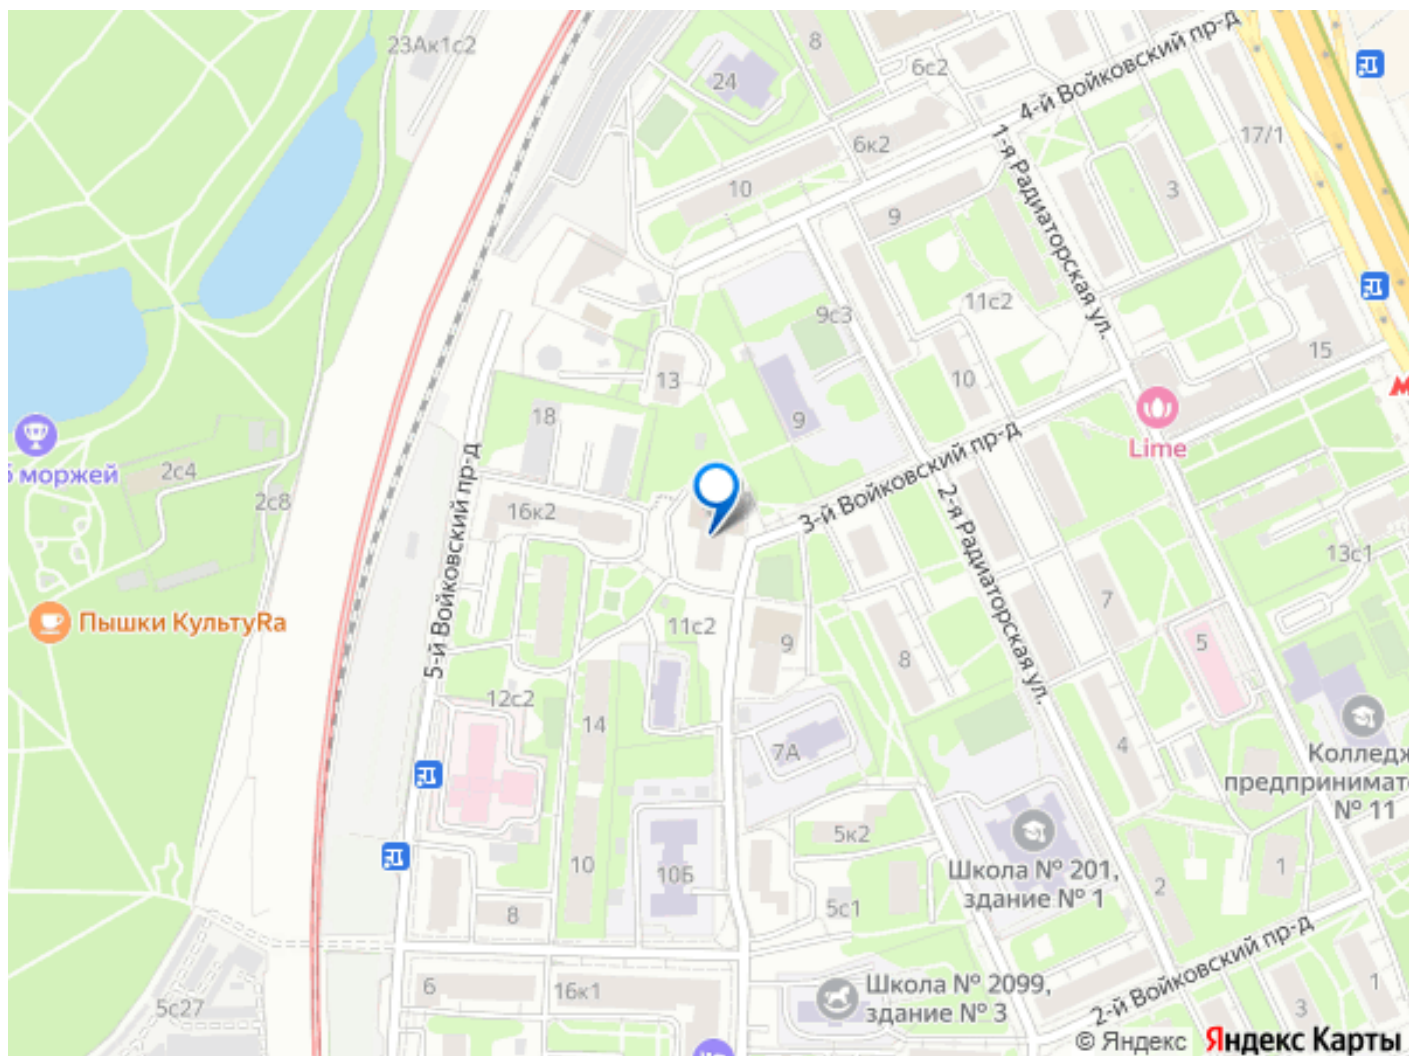 23Ак1с2
8
6с2
4-й Войковский пр-д
24
6к2
17/1
1-я Радиаторская ул.
10
3
9
11с2
9с3
15
13
10
18
9
Lime
б моржей
2с4
2с8
5-й Войковский пр-д
16к2
3-й Войковский пр-д
2-я Радиаторская ул.
13с1
7
Пышки КультуRа
11с2
9
8
5
12с2
14
7А
4
Колледж
предпринимат
№ 11
5к2
10
10Б
Школа № 201,
здание № 1
2
1
8
5с1
2-й Войковский пр-д
5с27
6
16к1
Школа № 2099,
здание № 3
3
1
© Яндекс Яндекс Карты